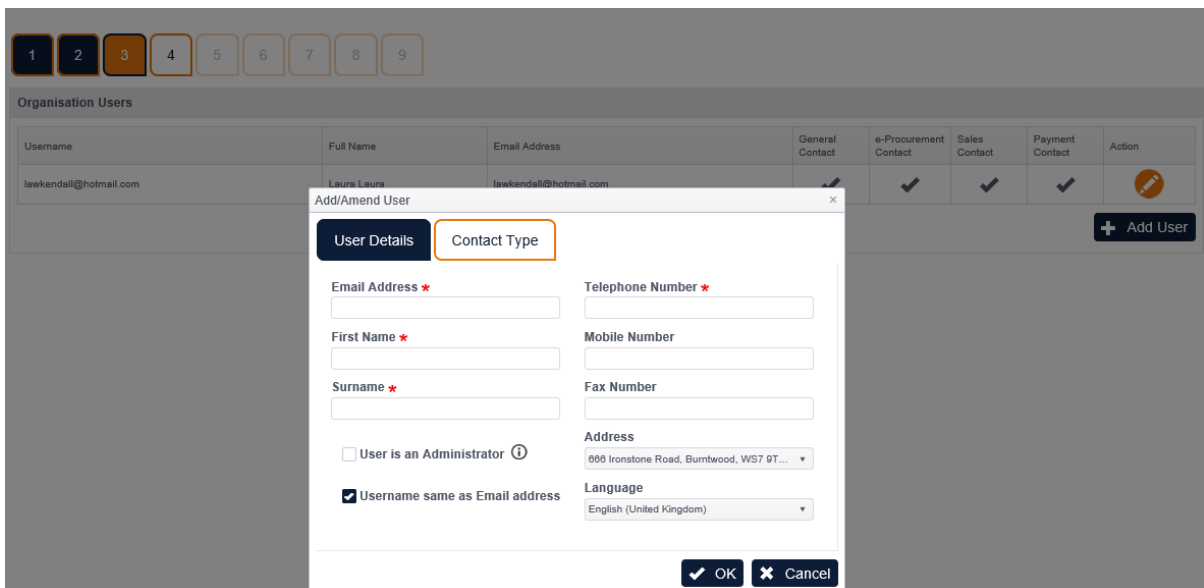 1 2 3 4 5 6 7 8 9
Organisation Users
Username Full Name Email Address General Contact e-Procurement Contact Sales Contact Payment Contact Action
lawkendall@hotmail.com Laura Laura lawkendall@hotmail.com
Add User
Add/Amend User ×
User Details Contact Type
Email Address * Telephone Number *
First Name * Mobile Number
Surname * Fax Number
Address
User is an Administrator
666 Ironstone Road, Burntwood, WS7 9T...
Language
Username same as Email address
English (United Kingdom)
OK Cancel